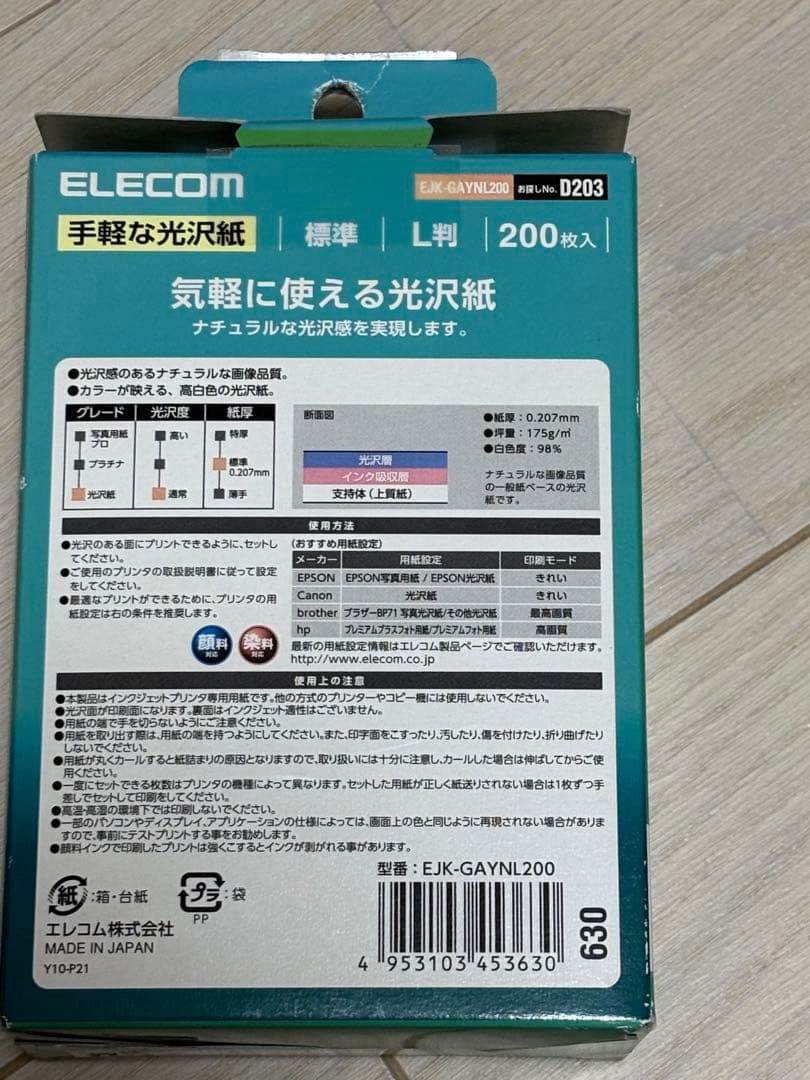 ELECOM
EJK-GAYNL200 お探しNo. D203
手軽な光沢紙 標準 L判 200枚入
気軽に使える光沢紙
ナチュラルな光沢感を実現します。
●光沢感のあるナチュラルな画像品質。
●カラーが映える、高白色の光沢紙。
グレード 光沢度 紙厚
写真用紙プロ 高い 特厚
プラチナ 標準 0.207mm
光沢紙 通常 薄手
断面図
光沢層
インク吸収層
支持体(上質紙)
●紙厚:0.207mm
●坪量:175g/㎡
●白色度:98%
ナチュラルな画像品質
の一般紙ベースの光沢
紙です。
使用方法
●光沢のある面にプリントできるように、セットし
てください。
●ご使用のプリンタの取扱説明書に従って設定
をしてください。
●最適なプリントができるために、プリンタの用
紙設定は右の条件を推奨します。
顔料対応 染料対応
(おすすめ用紙設定)
メーカー 用紙設定 印刷モード
EPSON EPSON写真用紙 / EPSON光沢紙 きれい
Canon 光沢紙 きれい
brother ブラザーBP71 写真光沢紙/その他光沢紙 最高画質
hp プレミアムプラスフォト用紙/プレミアムフォト用紙 高画質
最新の用紙設定情報はエレコム製品ページでご確認いただけます。
http://www.elecom.co.jp
使用上の注意
●本製品はインクジェットプリンタ専用用紙です。他の方式のプリンターやコピー機には使用しないでください。
●光沢面が印刷面になります。裏面はインクジェット適性はございません。
●用紙の端で手を切らないようにご注意ください。
●用紙を取り出す際は、用紙の端を持つようにしてください。また、印字面をこすったり、汚したり、傷を付けたり、折り曲げたり
しないでください。
●用紙が丸くカールすると紙詰まりの原因となりますので、取り扱いには十分に注意し、カールした場合は伸ばしてからご使
用ください。
●一度にセットできる枚数はプリンタの機種によって異なります。セットした用紙が正しく紙送りされない場合は1枚ずつ手
差しでセットして印刷をしてください。
●高温・高湿の環境下では印刷しないでください。
●一部のパソコンやディスプレイ、アプリケーションの仕様によっては、画面上の色と同じように再現されない場合がありま
すので、事前にテストプリントする事をお勧めします。
●顔料インクで印刷したプリントは強くこするとインクが剥がれる事があります。
紙:箱・台紙 プラ:袋
PP
エレコム株式会社
MADE IN JAPAN
Y10-P21
型番:EJK-GAYNL200
4 953103 453630
630